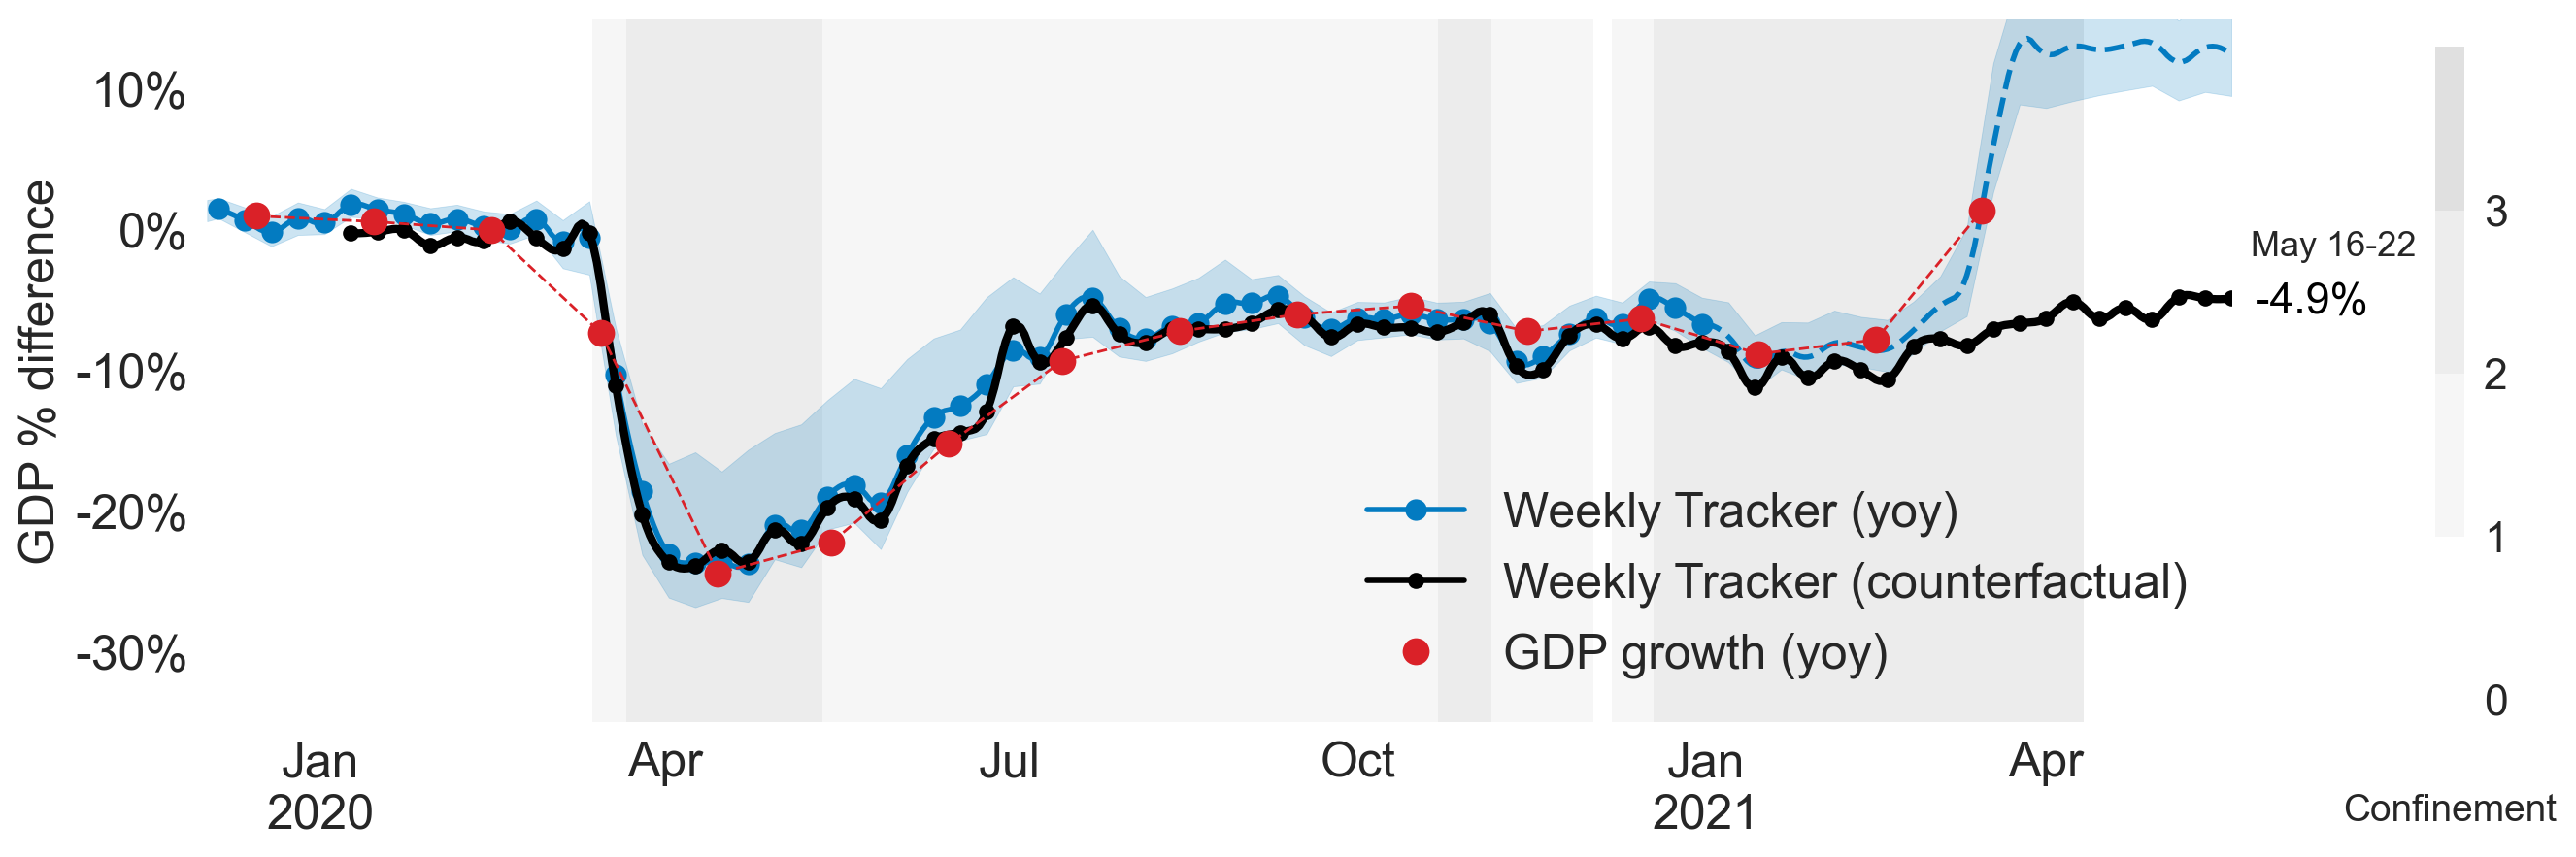 GDP % difference
10%
0%
-10%
-20%
-30%
Jan
2020
Apr
Jul
Oct
Jan
2021
Apr
Weekly Tracker (yoy)
Weekly Tracker (counterfactual)
GDP growth (yoy)
May 16-22
-4.9%
3
2
1
0
Confinement